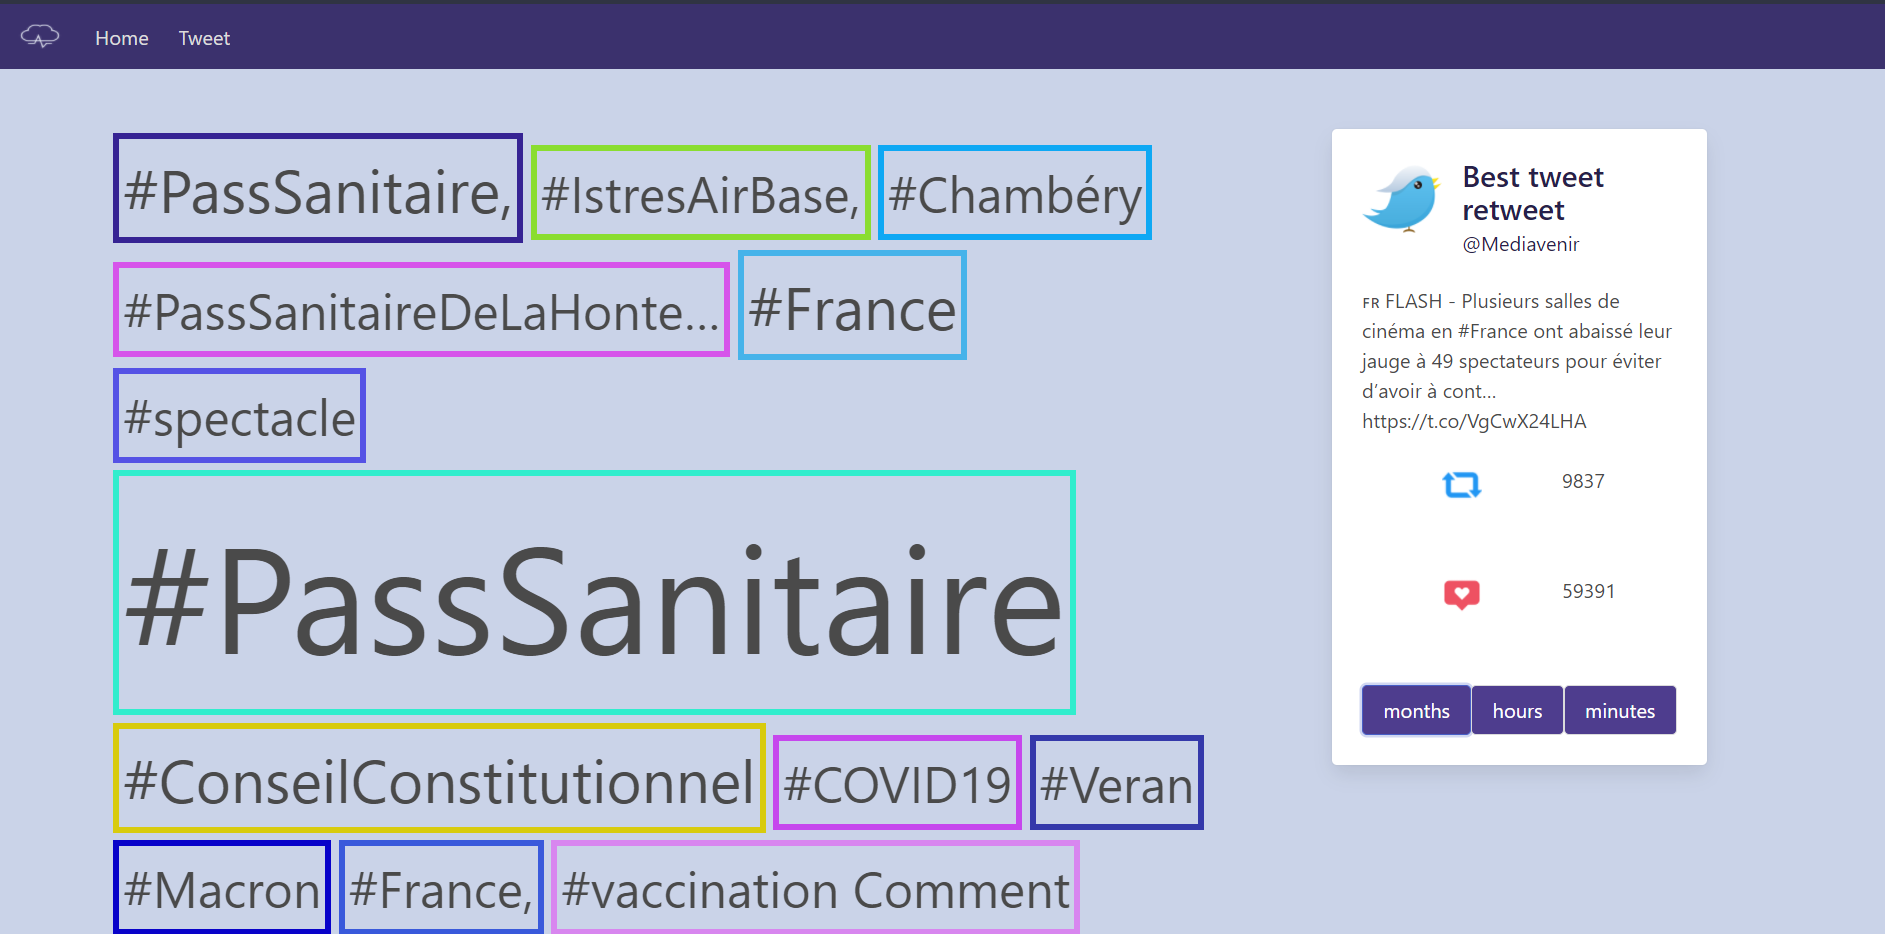 Home Tweet
#PassSanitaire, #IstresAirBase, #Chambéry
#PassSanitaireDeLaHonte… #France
#spectacle
#PassSanitaire
#ConseilConstitutionnel #COVID19 #Veran
#Macron #France, #vaccination Comment
Best tweet
retweet
@Mediavenir
FR FLASH - Plusieurs salles de
cinéma en #France ont abaissé leur
jauge à 49 spectateurs pour éviter
d’avoir à cont…
https://t.co/VgCwX24LHA
9837
59391
months hours minutes